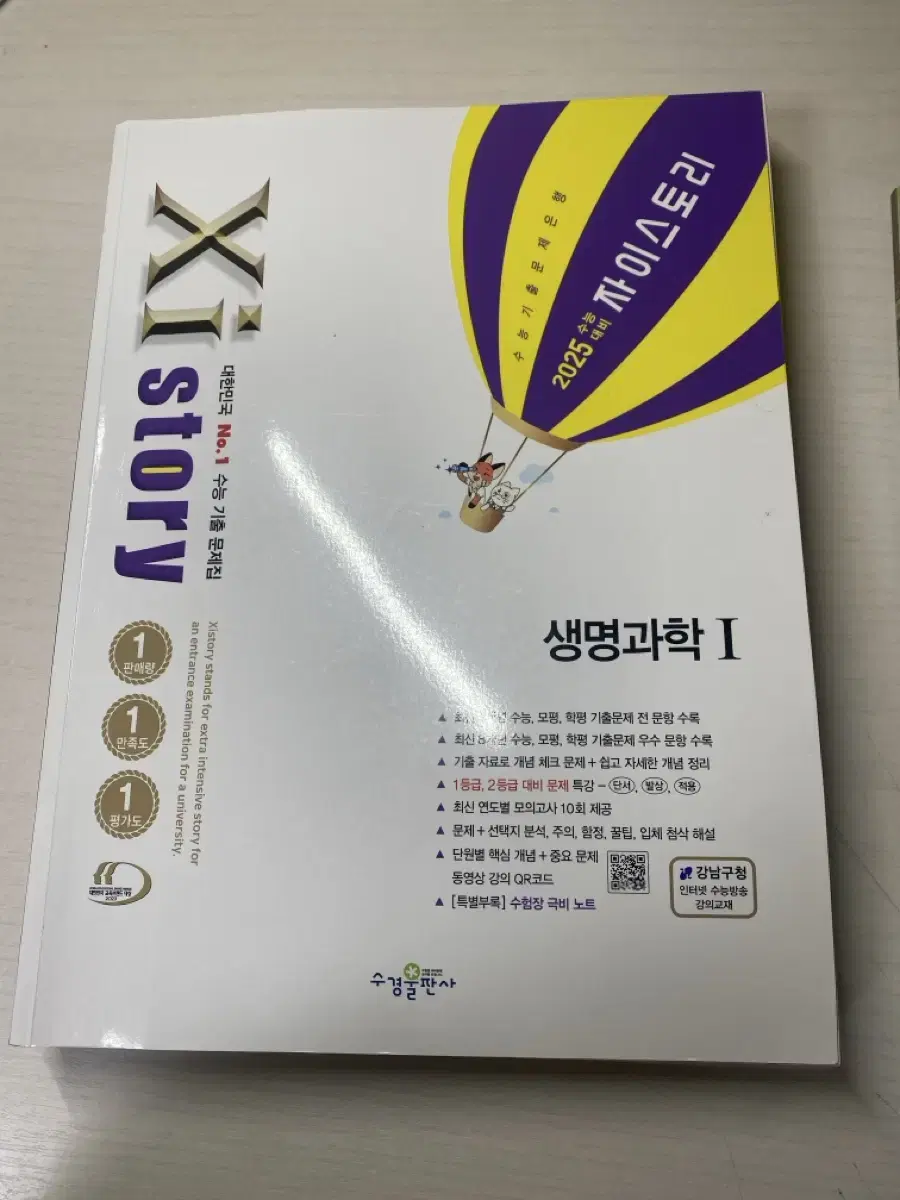 Xi
story
대한민국 No.1 수능 기출 문제집
Xistory stands for extra intensive story for
an entrance examination for a university.
수능기출문제은행
2025 수능 대비 자이스토리
생명과학 I
▲ 수능, 모평, 학평 기출문제 전 문항 수록
▲ 최신 수능, 모평, 학평 기출문제 우수 문항 수록
▲ 기출 자료로 개념 체크 문제 + 쉽고 자세한 개념 정리
▲ 1등급, 2등급 대비 문제 특강 - 단서, 발상, 적용
▲ 최신 연도별 모의고사 10회 제공
▲ 문제 + 선택지 분석, 주의, 함정, 꿀팁, 입체 첨삭 해설
▲ 단원별 핵심 개념 + 중요 문제
동영상 강의 QR코드
▲ [특별부록] 수험장 극비 노트
강남구청
인터넷 수능방송
강의교재
1
판매량
1
만족도
1
평가도
수경출판사